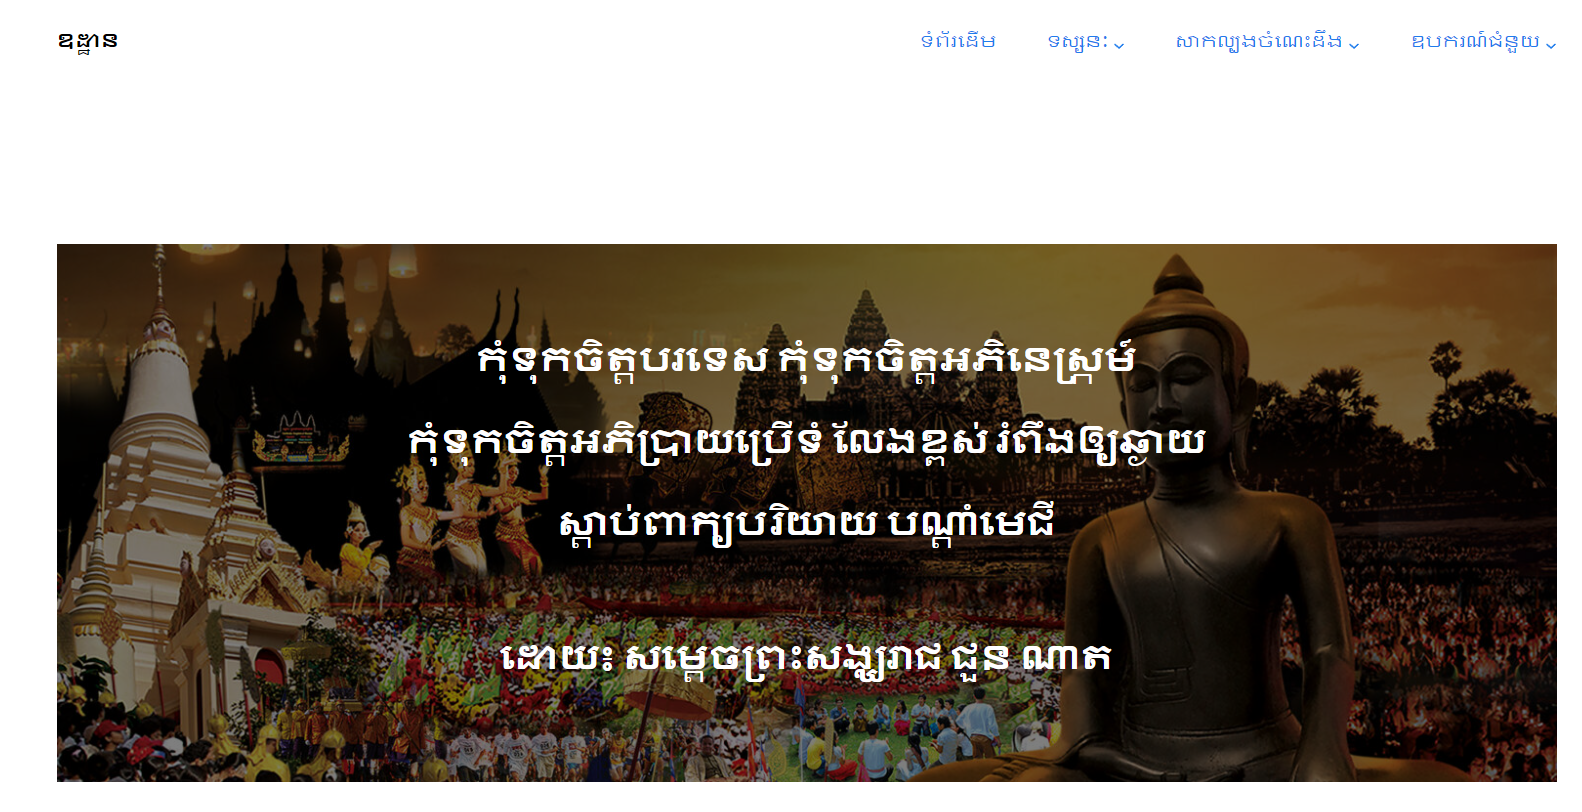 ឧដ្ឋាន
ទំព័រដើម ទស្សនៈ សាកល្បងចំណេះដឹង ឧបករណ៍ជំនួយ
កុំទុកចិត្តបរទេស កុំទុកចិត្តអភិនេស្រ្កម៍
កុំទុកចិត្តអភិប្រាយប្រើទំ លែងខ្ពស់ រំពឹងឲ្យឆ្ងាយ
ស្តាប់ពាក្យបរិយាយ បណ្តាំមេជី
ដោយ៖ សម្តេចព្រះសង្ឃរាជ ជួន ណាត